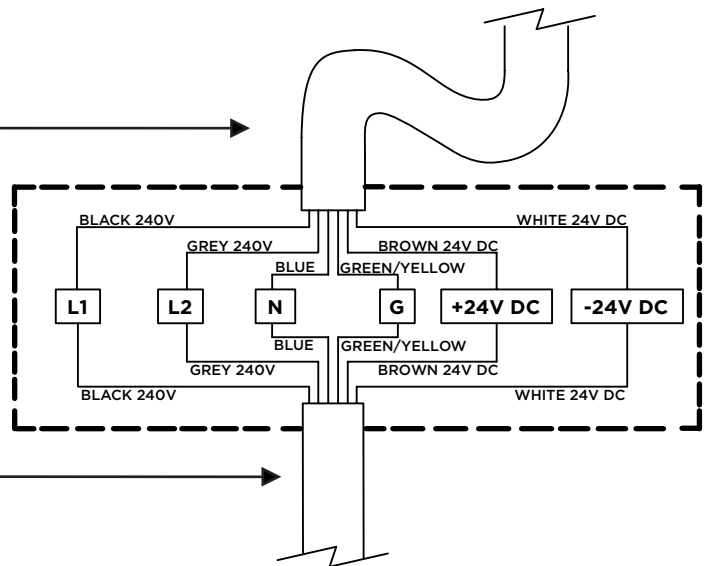 BLACK 240V
WHITE 24V DC
GREY 240V
BROWN 24V DC
BLUE
GREEN/YELLOW
L1
L2
N
G
+24V DC
-24V DC
BLUE
GREEN/YELLOW
GREY 240V
BROWN 24V DC
BLACK 240V
WHITE 24V DC